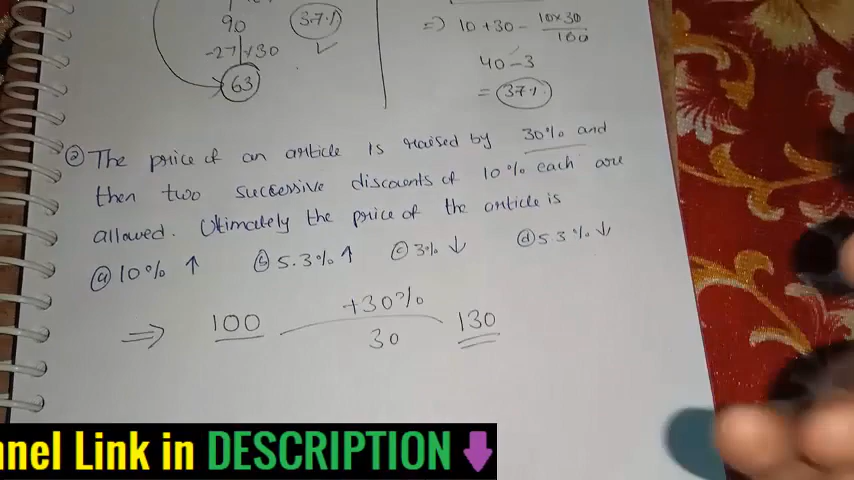 90
37%
-27 30
63
=) 10 + 30 - 10×30
100
40 - 3
= 37%
② The price of an article is raised by 30% and
then two successive discounts of 10% each are
allowed. Ultimately the price of the article is
ⓐ 10% ↑ ⓑ 5.3% ↑ ⓒ 3% ↓ ⓓ 5.3% ↓
⇒ 100 +30% 130
30
nnel Link in DESCRIPTION